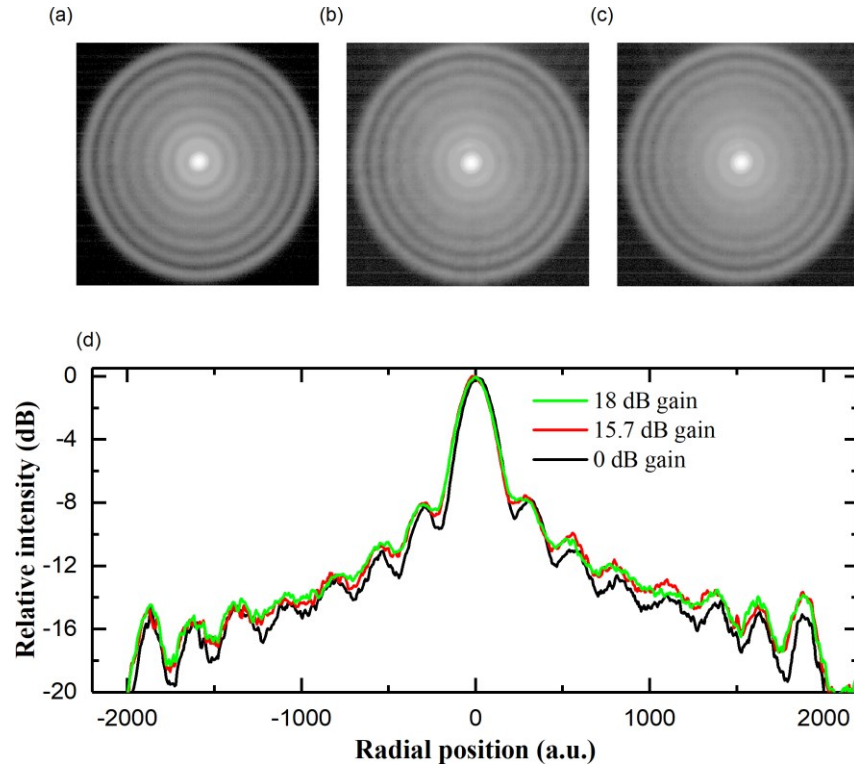 (a)
(b)
(c)
(d)
0
-4
-8
-12
-16
-20
Relative intensity (dB)
18 dB gain
15.7 dB gain
0 dB gain
-2000
-1000
0
1000
2000
Radial position (a.u.)